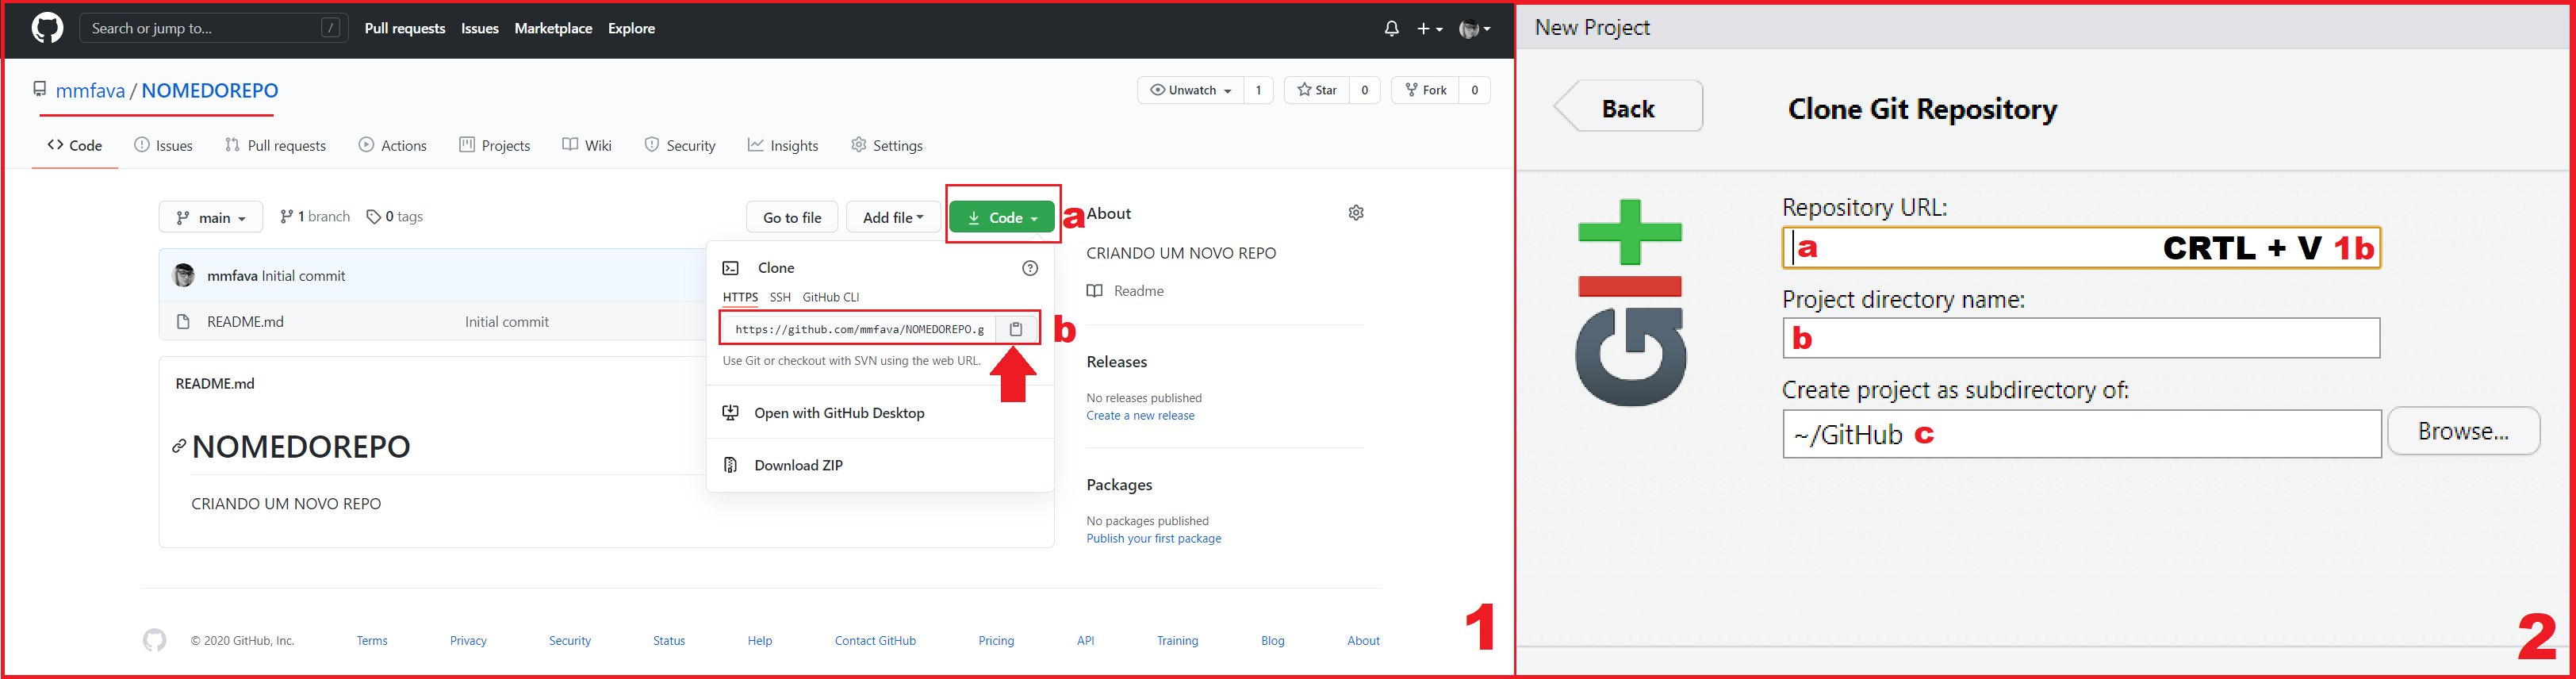 Search or jump to... /
Pull requests Issues Marketplace Explore
mmfava / NOMEDOREPO
Unwatch 1 Star 0 Fork 0
Code Issues Pull requests Actions Projects Wiki Security Insights Settings
main 1 branch 0 tags
Go to file Add file Code a
mmfava Initial commit
README.md Initial commit
Clone
HTTPS SSH GitHub CLI
https://github.com/mmfava/NOMEDOREPO.g b
Use Git or checkout with SVN using the web URL.
Open with GitHub Desktop
Download ZIP
README.md
NOMEDOREPO
CRIANDO UM NOVO REPO
About
CRIANDO UM NOVO REPO
Readme
Releases
No releases published
Create a new release
Packages
No packages published
Publish your first package
© 2020 GitHub, Inc. Terms Privacy Security Status Help Contact GitHub Pricing API Training Blog About
1
New Project
Back
Clone Git Repository
GIT
Repository URL:
a CRTL + V 1b
Project directory name:
b
Create project as subdirectory of:
~/GitHub c
Browse...
2